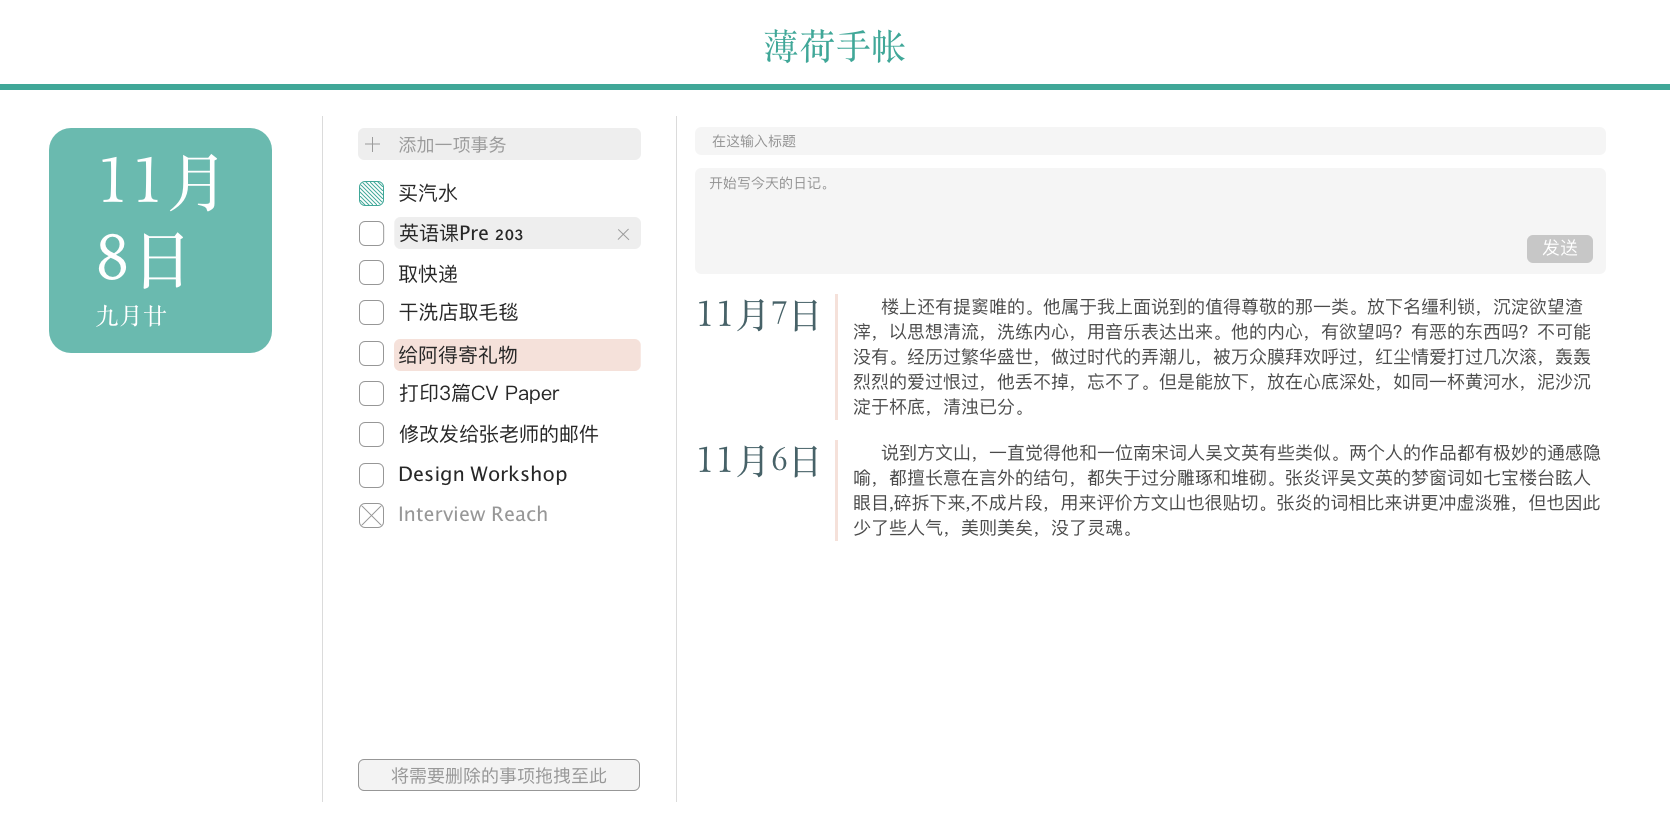 薄荷手帐
11月
8日
九月廿
添加一项事务
买汽水
英语课Pre 203
取快递
干洗店取毛毯
给阿得寄礼物
打印3篇CV Paper
修改发给张老师的邮件
Design Workshop
Interview Reach
将需要删除的事项拖拽至此
在这输入标题
开始写今天的日记。
发送
11月7日
楼上还有提窦唯的。他属于我上面说到的值得尊敬的那一类。放下名缰利锁，沉淀欲望渣
滓，以思想清流，洗练内心，用音乐表达出来。他的内心，有欲望吗？有恶的东西吗？不可能
没有。经历过繁华盛世，做过时代的弄潮儿，被万众膜拜欢呼过，红尘情爱打过几次滚，轰轰
烈烈的爱过恨过，他丢不掉，忘不了。但是能放下，放在心底深处，如同一杯黄河水，泥沙沉
淀于杯底，清浊已分。
11月6日
说到方文山，一直觉得他和一位南宋词人吴文英有些类似。两个人的作品都有极妙的通感隐
喻，都擅长意在言外的结句，都失于过分雕琢和堆砌。张炎评吴文英的梦窗词如七宝楼台眩人
眼目,碎拆下来,不成片段，用来评价方文山也很贴切。张炎的词相比来讲更冲虚淡雅，但也因此
少了些人气，美则美矣，没了灵魂。